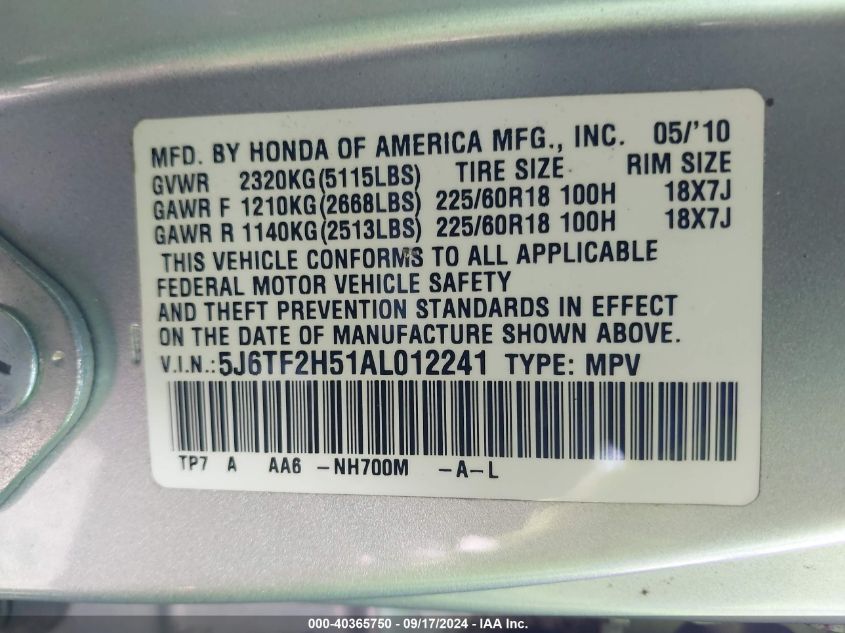 MFD. BY HONDA OF AMERICA MFG., INC. 05/'10
GVWR 2320KG(5115LBS) TIRE SIZE RIM SIZE
GAWR F 1210KG(2668LBS) 225/60R18 100H 18X7J
GAWR R 1140KG(2513LBS) 225/60R18 100H 18X7J
THIS VEHICLE CONFORMS TO ALL APPLICABLE
FEDERAL MOTOR VEHICLE SAFETY
AND THEFT PREVENTION STANDARDS IN EFFECT
ON THE DATE OF MANUFACTURE SHOWN ABOVE.
V.I.N.:5J6TF2H51AL012241 TYPE: MPV
TP7 A AA6 -NH700M -A-L
000-40365750 - 09/17/2024 - IAA Inc.